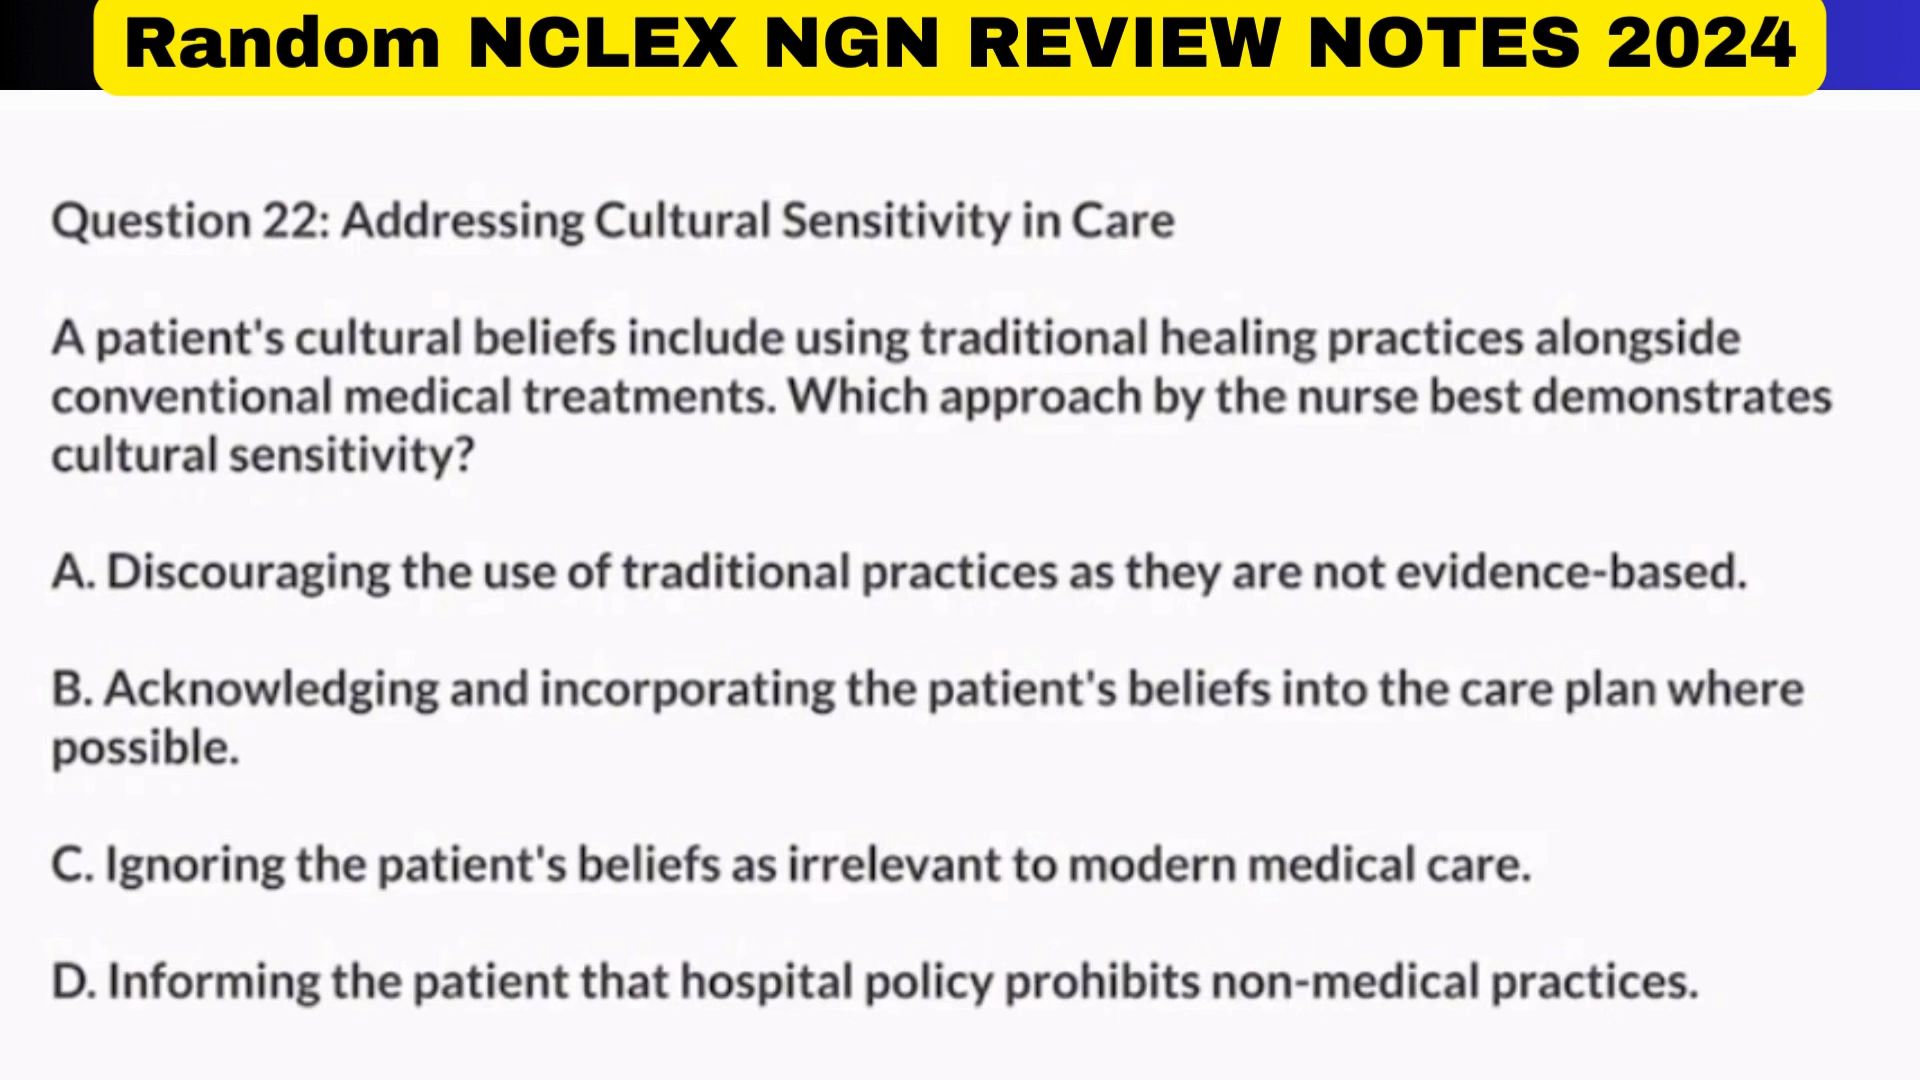 Random NCLEX NGN REVIEW NOTES 2024
Question 22: Addressing Cultural Sensitivity in Care
A patient's cultural beliefs include using traditional healing practices alongside
conventional medical treatments. Which approach by the nurse best demonstrates
cultural sensitivity?
A. Discouraging the use of traditional practices as they are not evidence-based.
B. Acknowledging and incorporating the patient's beliefs into the care plan where
possible.
C. Ignoring the patient's beliefs as irrelevant to modern medical care.
D. Informing the patient that hospital policy prohibits non-medical practices.